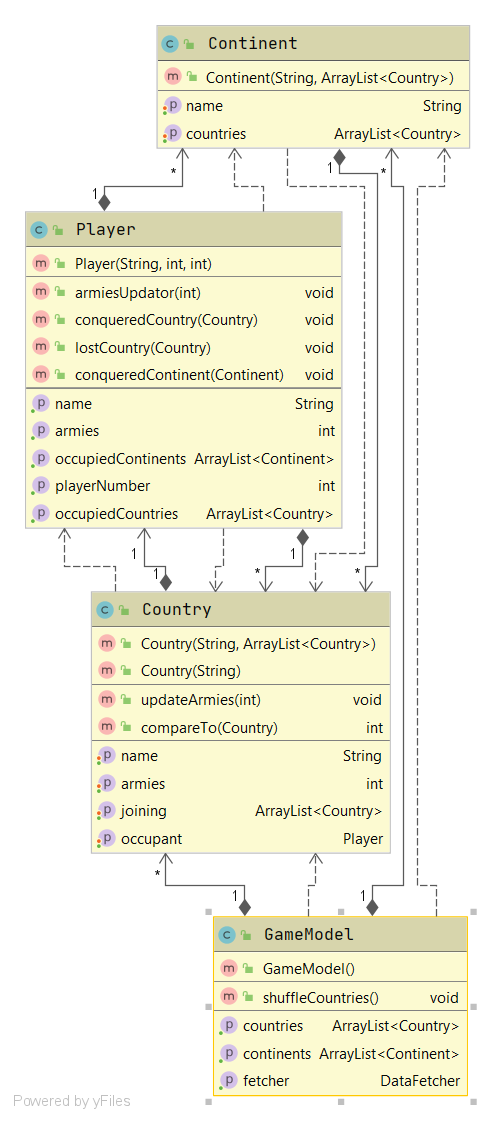 Continent
Continent(String, ArrayList<Country>)
name String
countries ArrayList<Country>
1 *
1 *
Player
Player(String, int, int)
armiesUpdator(int) void
conqueredCountry(Country) void
lostCountry(Country) void
conqueredContinent(Continent) void
name String
armies int
occupiedContinents ArrayList<Continent>
playerNumber int
occupiedCountries ArrayList<Country>
1 1
1 * *
Country
Country(String, ArrayList<Country>)
Country(String)
updateArmies(int) void
compareTo(Country) int
name String
armies int
joining ArrayList<Country>
occupant Player
*
1 1
GameModel
GameModel()
shuffleCountries() void
countries ArrayList<Country>
continents ArrayList<Continent>
fetcher DataFetcher
Powered by yFiles